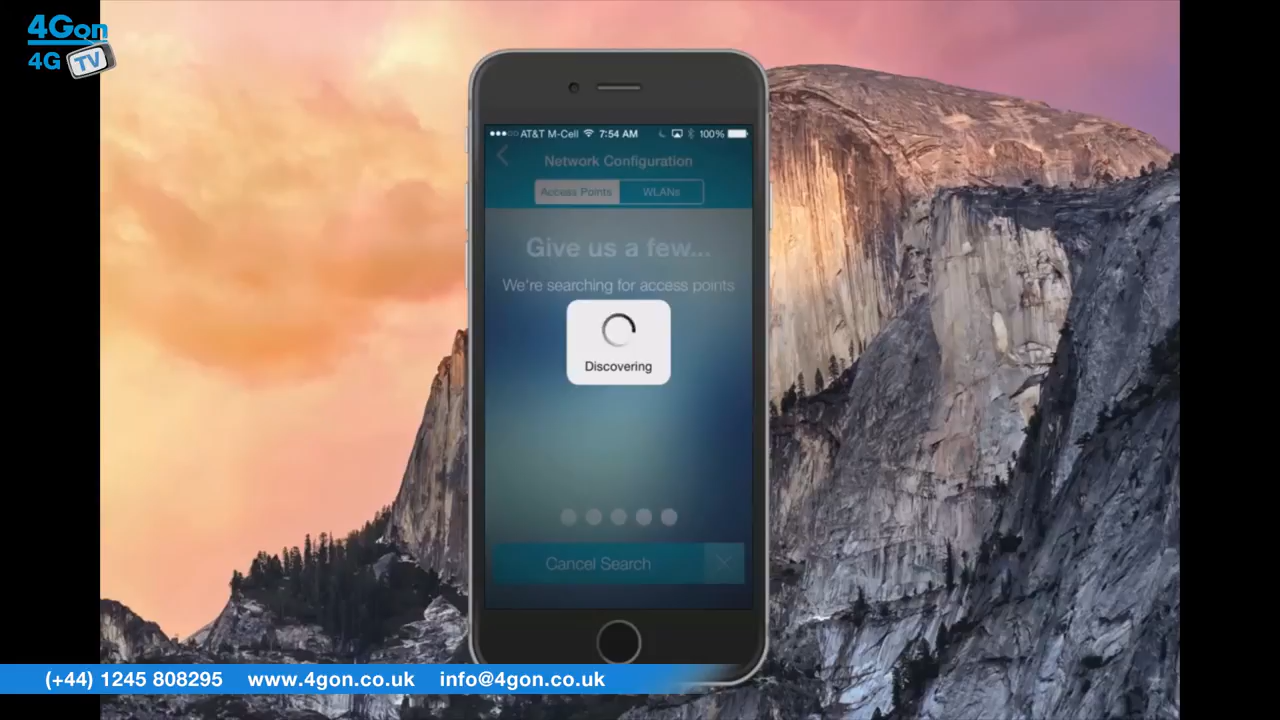 4Gon
4G TV
AT&T M-Cell 7:54 AM 100%
Network Configuration
Access Points WLANs
Give us a few...
We're searching for access points
Discovering
Cancel Search
(+44) 1245 808295 www.4gon.co.uk info@4gon.co.uk